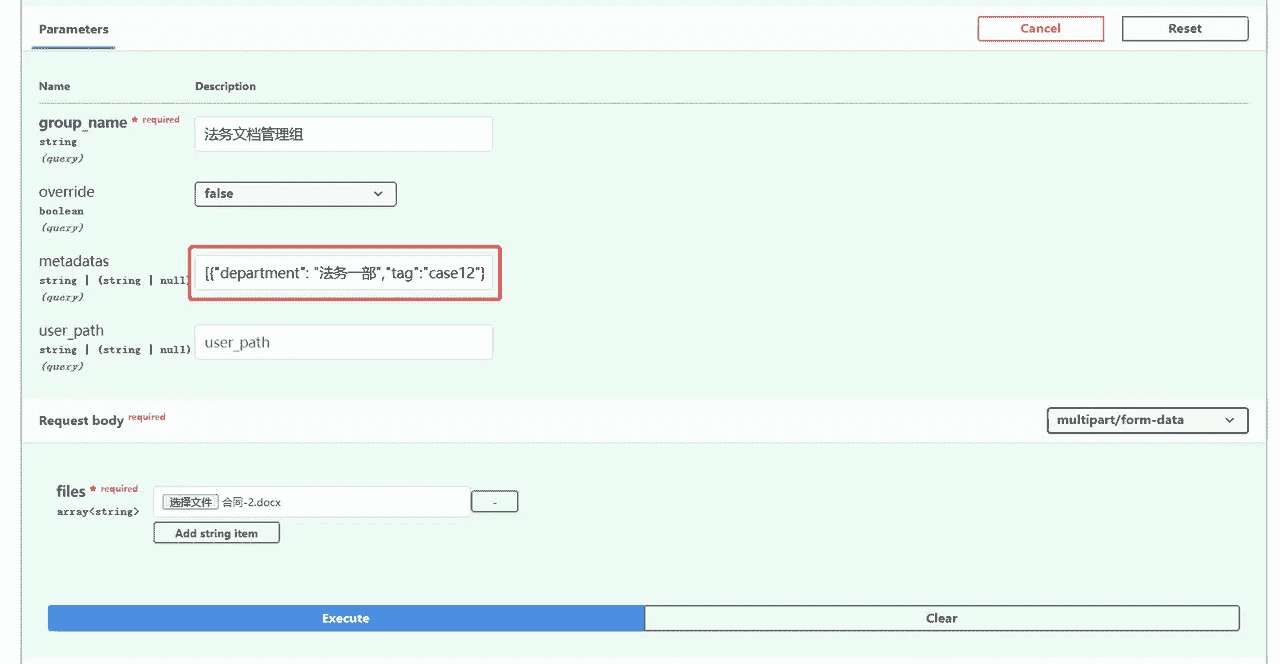 Parameters
Cancel
Reset
Name
Description
group_name * required
string
(query)
法务文档管理组
override
boolean
(query)
false
metadatas
string | (string | null)
(query)
[{"department": "法务一部","tag":"case12"}
user_path
string | (string | null)
(query)
user_path
Request body required
multipart/form-data
files * required
array<string>
选择文件 合同-2.docx
-
Add string item
Execute
Clear